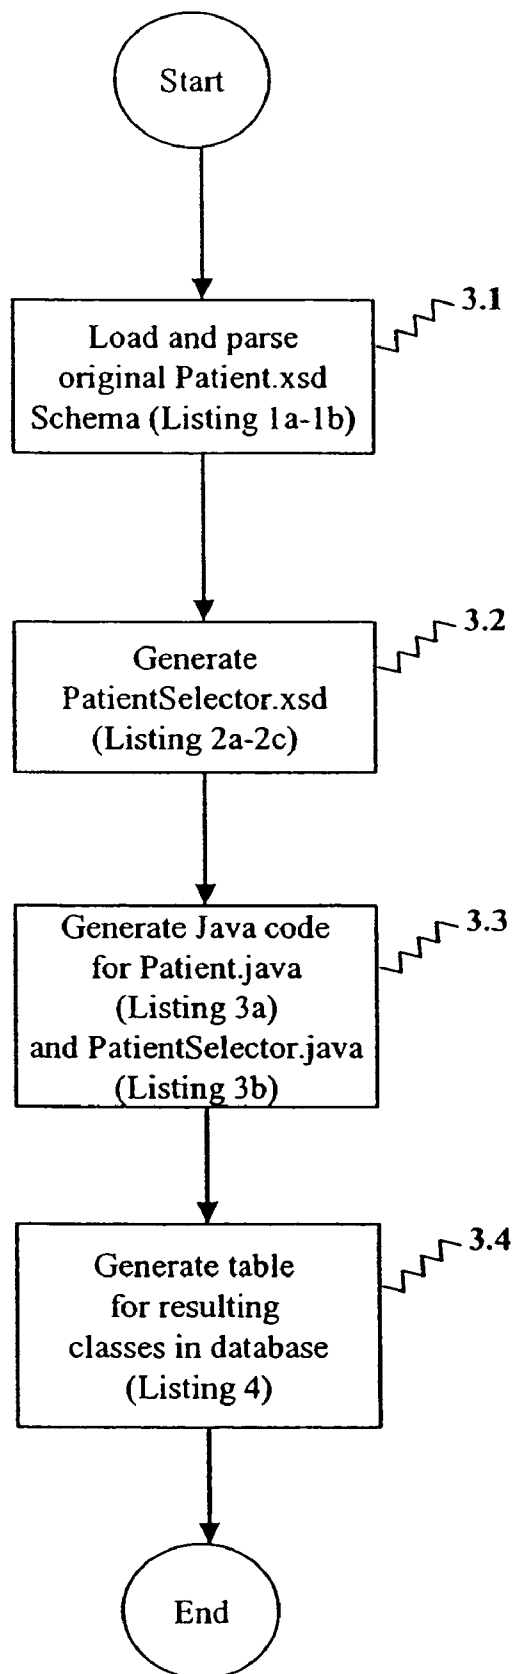 Start
3.1
Load and parse
original Patient.xsd
Schema (Listing 1a-1b)
3.2
Generate
PatientSelector.xsd
(Listing 2a-2c)
3.3
Generate Java code
for Patient.java
(Listing 3a)
and PatientSelector.java
(Listing 3b)
3.4
Generate table
for resulting
classes in database
(Listing 4)
End